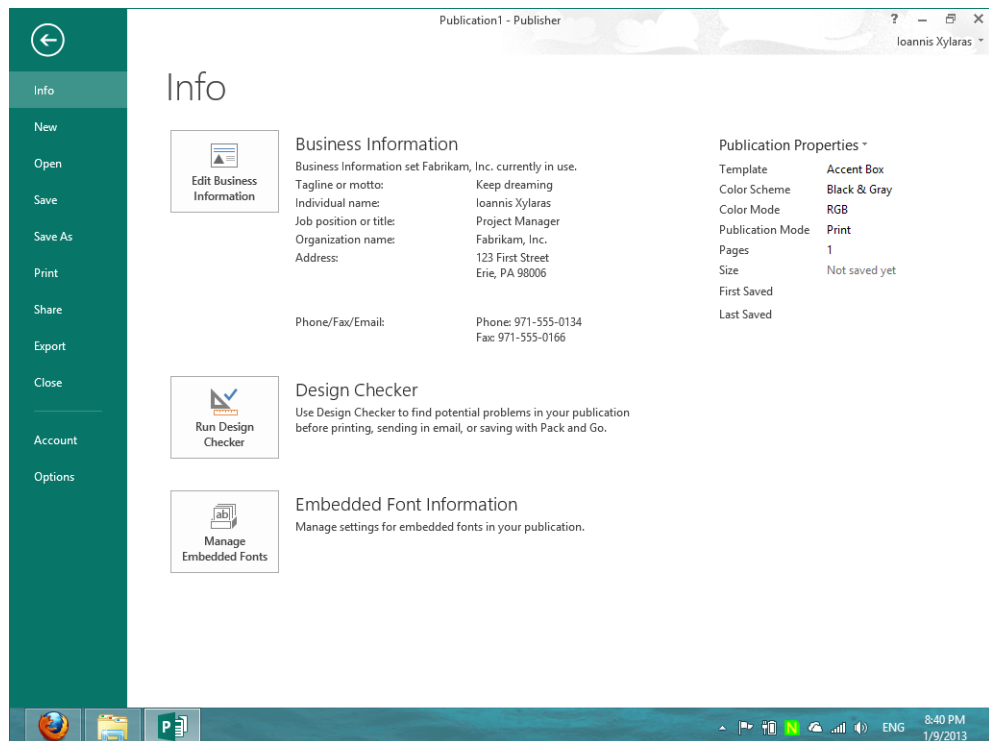 Publication1 - Publisher
?
Ioannis Xylaras
Info
New
Open
Save
Save As
Print
Share
Export
Close
Account
Options
Info
Edit Business
Information
Business Information
Business Information set Fabrikam, Inc. currently in use.
Tagline or motto: Keep dreaming
Individual name: Ioannis Xylaras
Job position or title: Project Manager
Organization name: Fabrikam, Inc.
Address: 123 First Street
Erie, PA 98006
Phone/Fax/Email: Phone: 971-555-0134
Fax: 971-555-0166
Run Design
Checker
Design Checker
Use Design Checker to find potential problems in your publication
before printing, sending in email, or saving with Pack and Go.
Manage
Embedded Fonts
Embedded Font Information
Manage settings for embedded fonts in your publication.
Publication Properties
Template Accent Box
Color Scheme Black & Gray
Color Mode RGB
Publication Mode Print
Pages 1
Size Not saved yet
First Saved
Last Saved
P
N
ENG
8:40 PM
1/9/2013